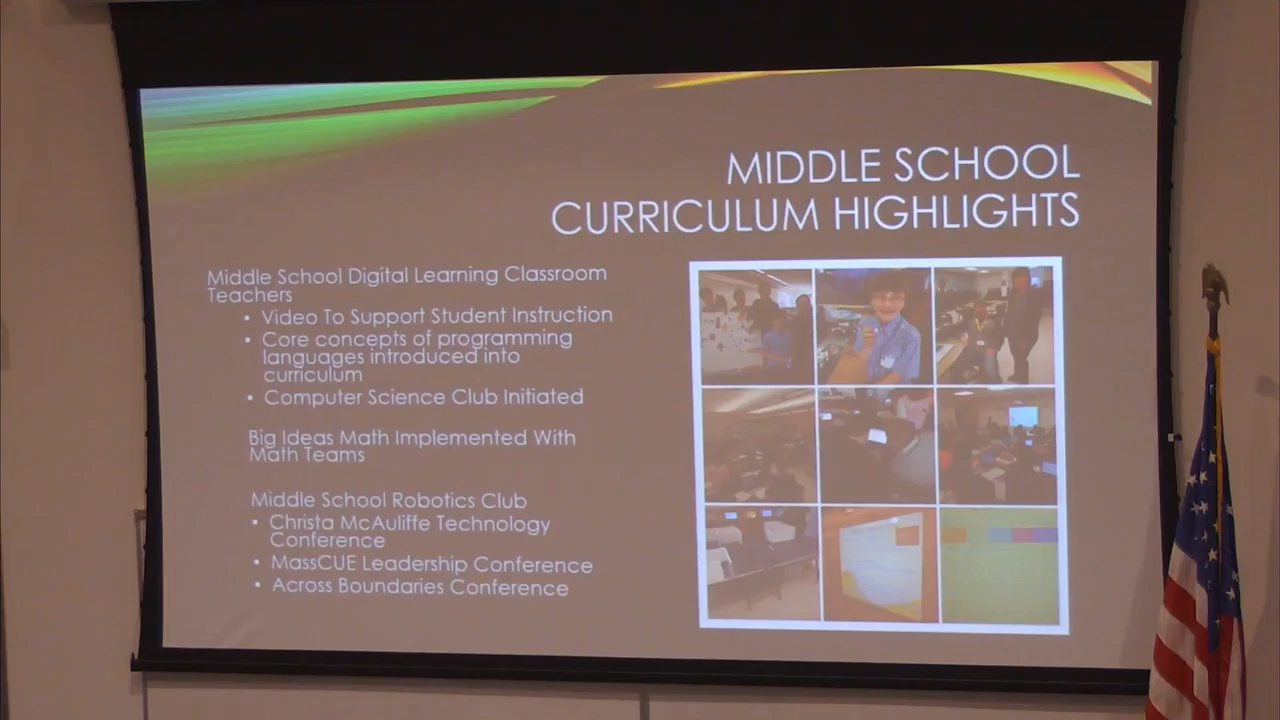 MIDDLE SCHOOL
CURRICULUM HIGHLIGHTS
Middle School Digital Learning Classroom
Teachers
• Video To Support Student Instruction
• Core concepts of programming
languages introduced into
curriculum
• Computer Science Club Initiated
Big Ideas Math Implemented With
Math Teams
Middle School Robotics Club
• Christa McAuliffe Technology
Conference
• MassCUE Leadership Conference
• Across Boundaries Conference